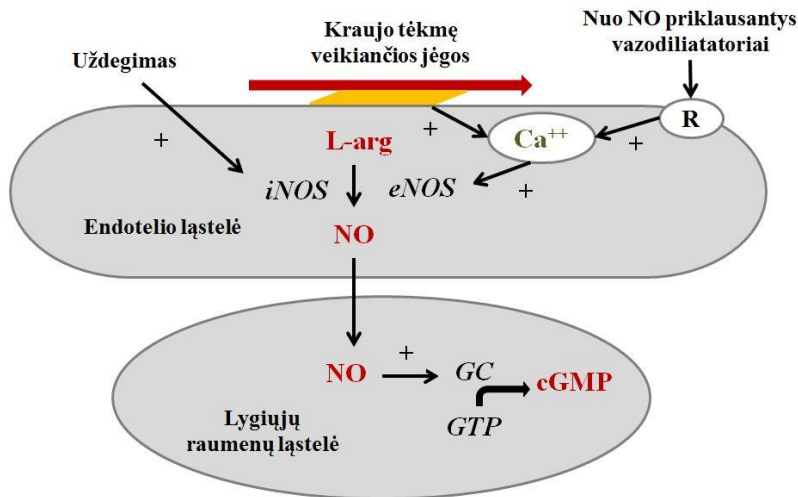 Nuo NO priklausantys
vazodiliatatoriai
Kraujo tėkmę
veikiančios jėgos
Uždegimas
R
+
+
+
Ca++
L-arg
iNOS
eNOS
+
Endotelio ląstelė
NO
+
NO
GC
cGMP
GTP
Lygiųjų
raumenų ląstelė